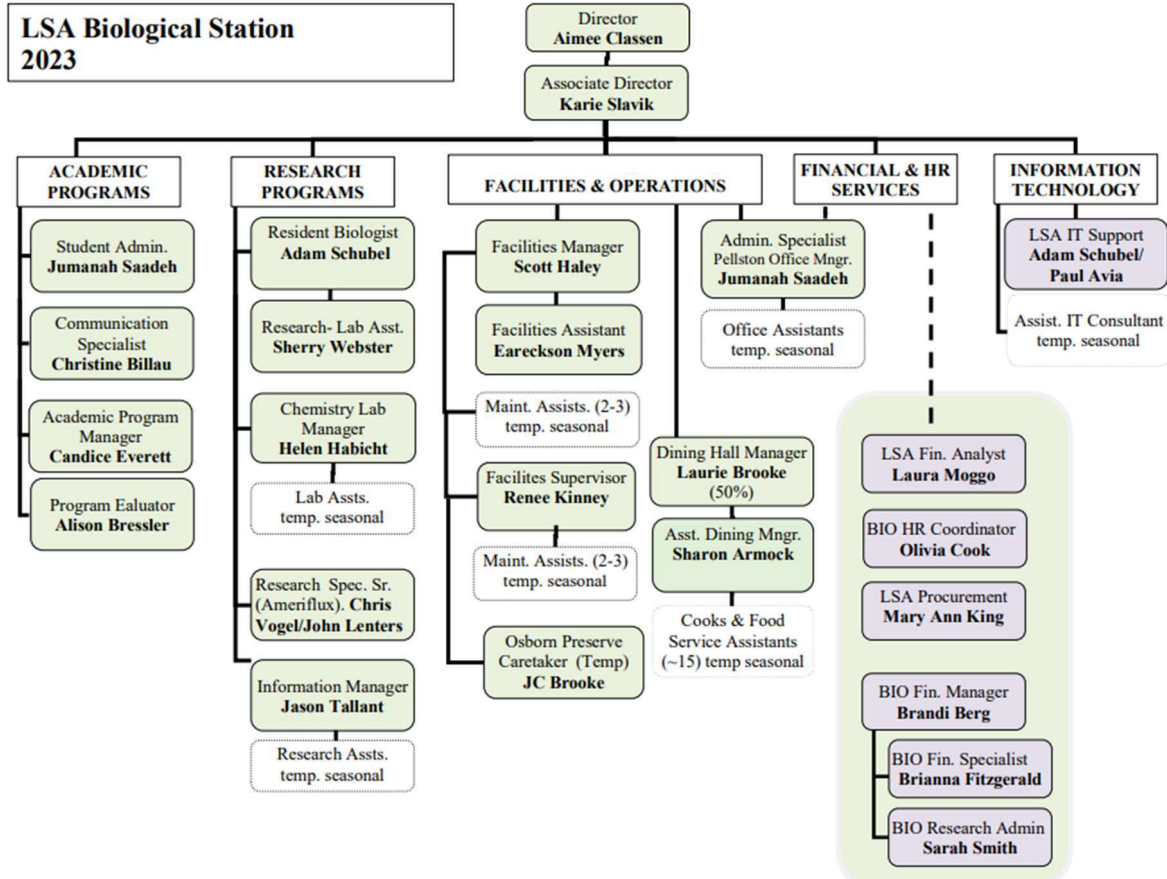 LSA Biological Station
2023
Director
Aimee Classen
Associate Director
Karie Slavik
ACADEMIC
PROGRAMS
Student Admin.
Jumanah Saadeh
Communication
Specialist
Christine Billau
Academic Program
Manager
Candice Everett
Program Ealuator
Alison Bressler
RESEARCH
PROGRAMS
Resident Biologist
Adam Schubel
Research- Lab Asst.
Sherry Webster
Chemistry Lab
Manager
Helen Habicht
Lab Assts.
temp. seasonal
Research Spec. Sr.
(Ameriflux). Chris
Vogel/John Lenters
Information Manager
Jason Tallant
Research Assts.
temp. seasonal
FACILITIES & OPERATIONS
Facilities Manager
Scott Haley
Facilities Assistant
Eareckson Myers
Maint. Assists. (2-3)
temp. seasonal
Facilites Supervisor
Renee Kinney
Maint. Assists. (2-3)
temp. seasonal
Osborn Preserve
Caretaker (Temp)
JC Brooke
Dining Hall Manager
Laurie Brooke
(50%)
Asst. Dining Mngr.
Sharon Armock
Cooks & Food
Service Assistants
(~15) temp seasonal
Admin. Specialist
Pellston Office Mngr.
Jumanah Saadeh
Office Assistants
temp. seasonal
FINANCIAL & HR
SERVICES
LSA Fin. Analyst
Laura Moggo
BIO HR Coordinator
Olivia Cook
LSA Procurement
Mary Ann King
BIO Fin. Manager
Brandi Berg
BIO Fin. Specialist
Brianna Fitzgerald
BIO Research Admin
Sarah Smith
INFORMATION
TECHNOLOGY
LSA IT Support
Adam Schubel/
Paul Avia
Assist. IT Consultant
temp. seasonal